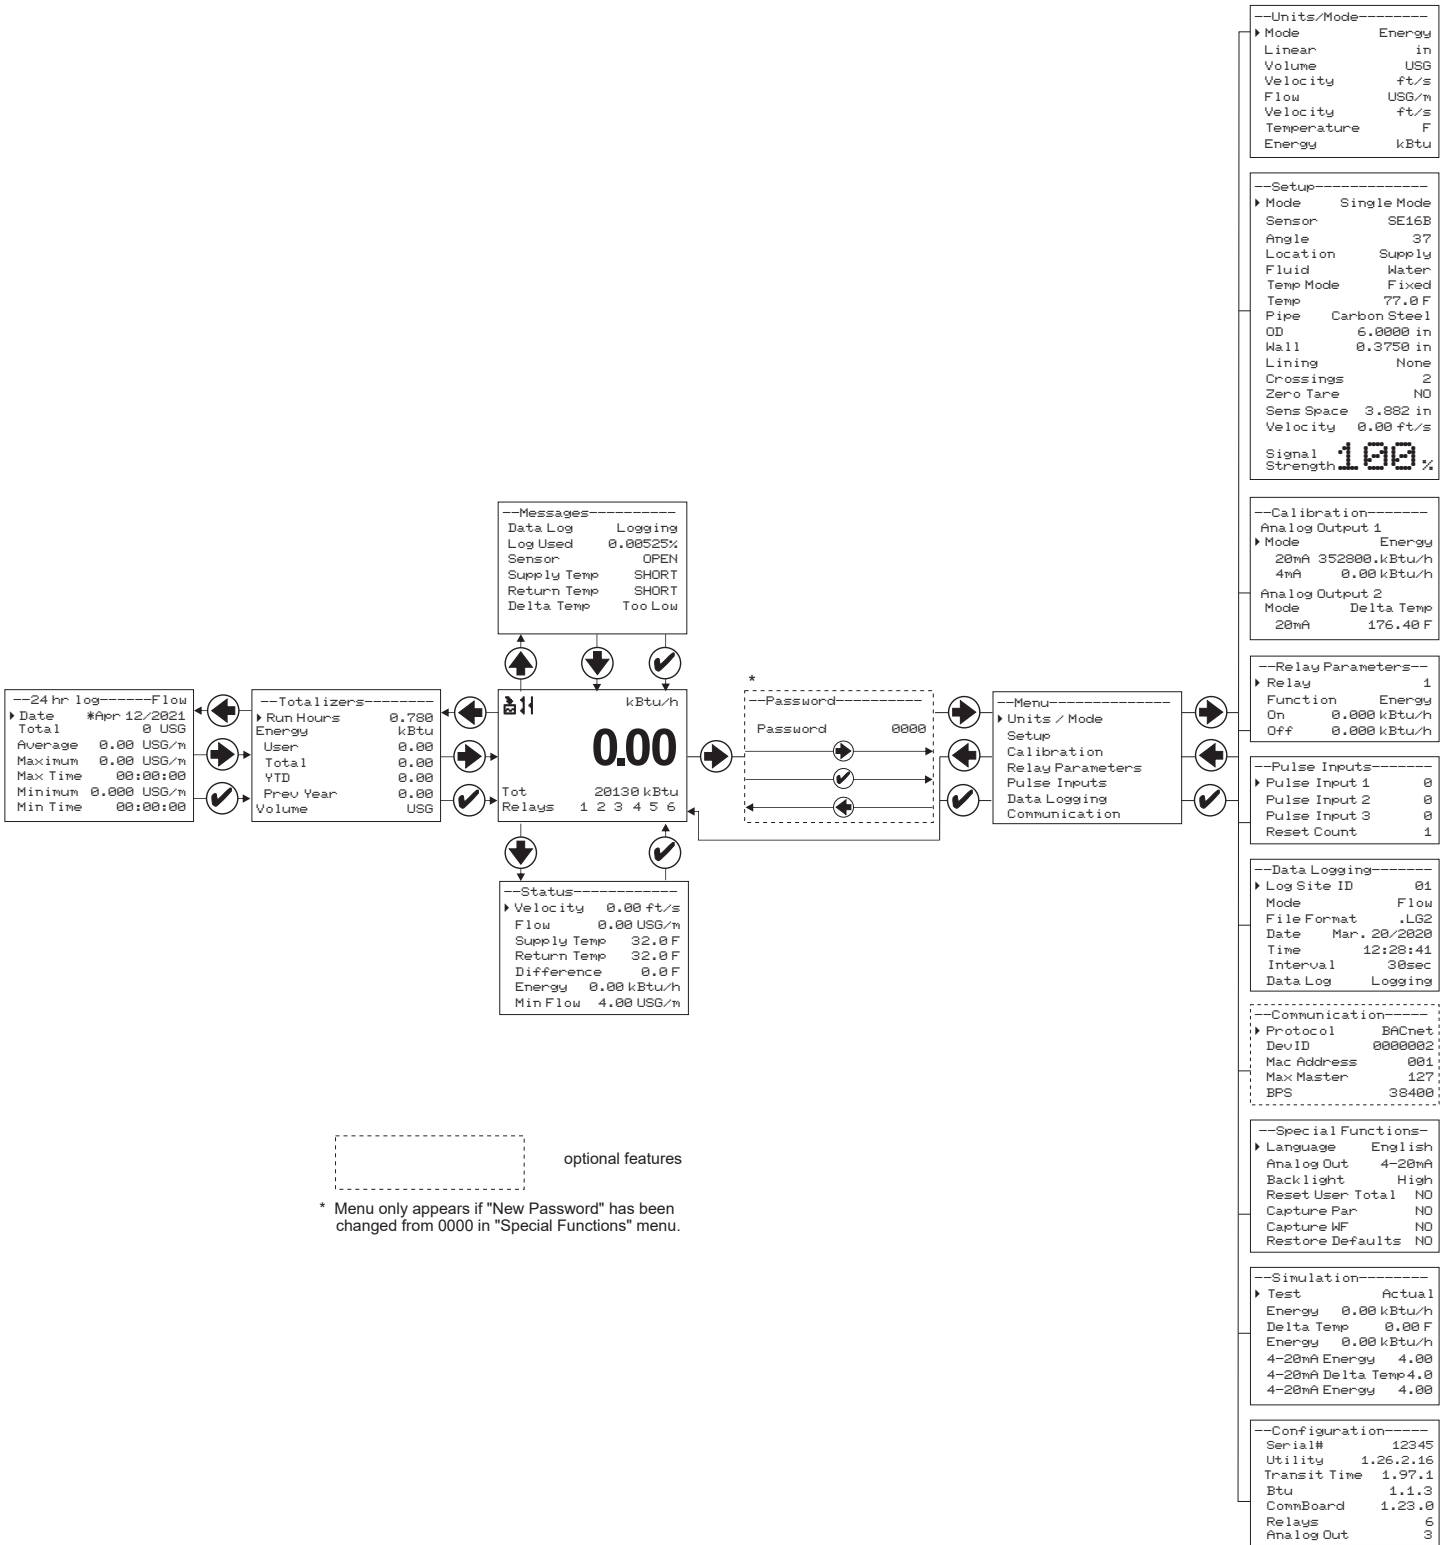 --Units/Mode--------
Mode Energy
Linear in
Volume USG
Velocity ft/s
Flow USG/m
Velocity ft/s
Temperature F
Energy kBtu
--Setup-------------
Mode Single Mode
Sensor SE16B
Angle 37
Location Supply
Fluid Water
Temp Mode Fixed
Temp 77.0 F
Pipe Carbon Steel
OD 6.0000 in
Wall 0.3750 in
Lining None
Crossings 2
Zero Tare NO
Sens Space 3.882 in
Velocity 0.00 ft/s
Signal
Strength 100 %
--Calibration-------
Analog Output 1
Mode Energy
20mA 352800.kBtu/h
4mA 0.00 kBtu/h
Analog Output 2
Mode Delta Temp
20mA 176.40 F
--Messages----------
Data Log Logging
Log Used 0.00525%
Sensor OPEN
Supply Temp SHORT
Return Temp SHORT
Delta Temp Too Low
--24 hr log------Flow
Date *Apr 12/2021
Total 0 USG
Average 0.00 USG/m
Maximum 0.00 USG/m
Max Time 00:00:00
Minimum 0.000 USG/m
Min Time 00:00:00
--Totalizers--------
Run Hours 0.780
Energy kBtu
User 0.00
Total 0.00
YTD 0.00
Prev Year 0.00
Volume USG
kBtu/h
0.00
Tot 20130 kBtu
Relays 1 2 3 4 5 6
*
--Password----------
Password 0000
--Menu---------------
Units / Mode
Setup
Calibration
Relay Parameters
Pulse Inputs
Data Logging
Communication
--Relay Parameters--
Relay 1
Function Energy
On 0.000 kBtu/h
Off 0.000 kBtu/h
--Pulse Inputs------
Pulse Input 1 0
Pulse Input 2 0
Pulse Input 3 0
Reset Count 1
--Status------------
Velocity 0.00 ft/s
Flow 0.00 USG/m
Supply Temp 32.0 F
Return Temp 32.0 F
Difference 0.0 F
Energy 0.00 kBtu/h
Min Flow 4.00 USG/m
--Data Logging-------
Log Site ID 01
Mode Flow
File Format .LG2
Date Mar. 20/2020
Time 12:28:41
Interval 30sec
Data Log Logging
--Communication-----
Protocol BACnet
DevID 0000002
Mac Address 001
Max Master 127
BPS 38400
optional features
* Menu only appears if "New Password" has been
changed from 0000 in "Special Functions" menu.
--Special Functions-
Language English
Analog Out 4-20mA
Backlight High
Reset User Total NO
Capture Par NO
Capture WF NO
Restore Defaults NO
--Simulation--------
Test Actual
Energy 0.00 kBtu/h
Delta Temp 0.00 F
Energy 0.00 kBtu/h
4-20mA Energy 4.00
4-20mA Delta Temp4.0
4-20mA Energy 4.00
--Configuration-----
Serial# 12345
Utility 1.26.2.16
Transit Time 1.97.1
Btu 1.1.3
CommBoard 1.23.0
Relays 6
Analog Out 3